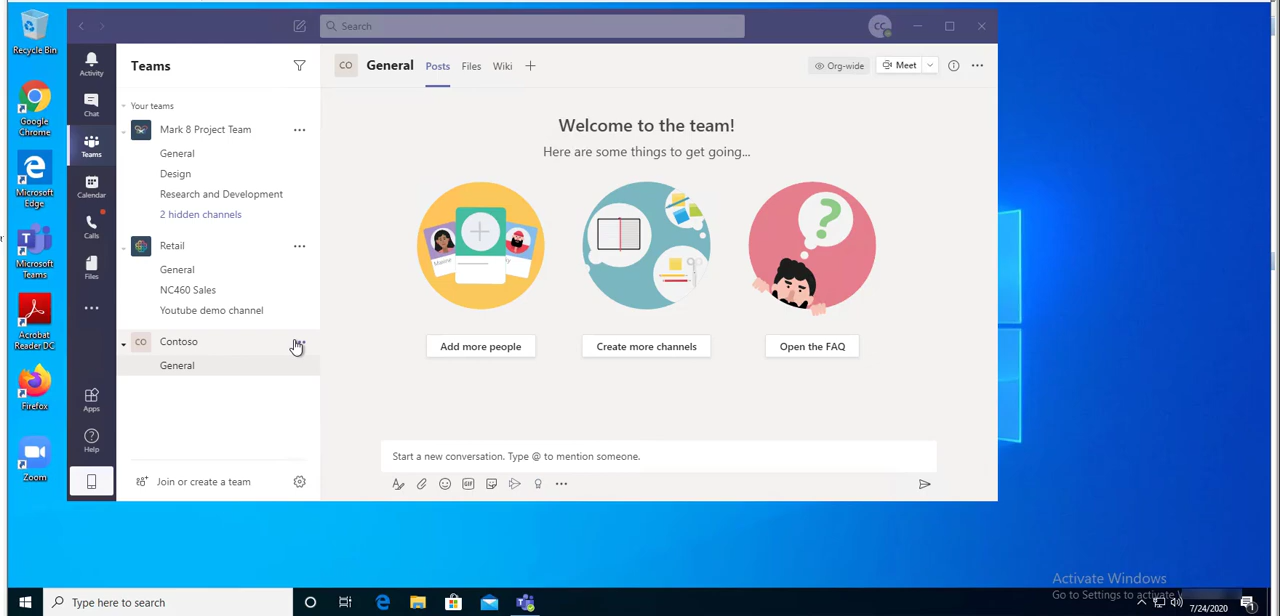 Recycle Bin
Google
Chrome
Microsoft
Edge
Microsoft
Teams
Acrobat
Reader DC
Firefox
Zoom
Search
CC
Activity
Chat
Teams
Calendar
Calls
Files
Apps
Help
Teams
Your teams
Mark 8 Project Team
General
Design
Research and Development
2 hidden channels
Retail
General
NC460 Sales
Youtube demo channel
CO Contoso
General
Join or create a team
CO General Posts Files Wiki
Org-wide Meet
Welcome to the team!
Here are some things to get going...
Add more people
Create more channels
Open the FAQ
Start a new conversation. Type @ to mention someone.
GIF
Activate Windows
Go to Settings to activate
Type here to search
7/24/2020
1